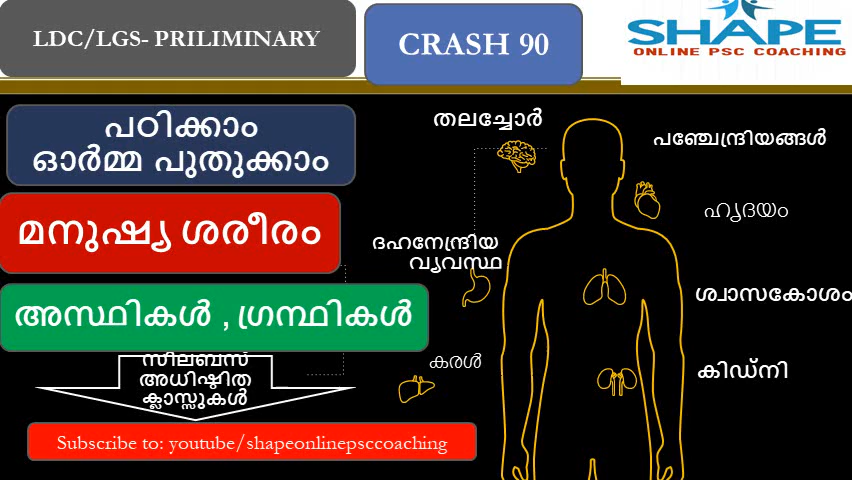 LDC/LGS- PRILIMINARY
CRASH 90
SHAPE
ONLINE PSC COACHING
പഠിക്കാം
ഓർമ്മ പുതുക്കാം
മനുഷ്യ ശരീരം
അസ്ഥികൾ , ഗ്രന്ഥികൾ
സിലബസ്
അധിഷ്ഠിത
ക്ലാസ്സുകൾ
Subscribe to: youtube/shapeonlinepsccoaching
തലച്ചോർ
പഞ്ചേന്ദ്രിയങ്ങൾ
ഹൃദയം
ദഹനേന്ദ്രിയ
വ്യവസ്ഥ
ശ്വാസകോശം
കരൾ
കിഡ്നി